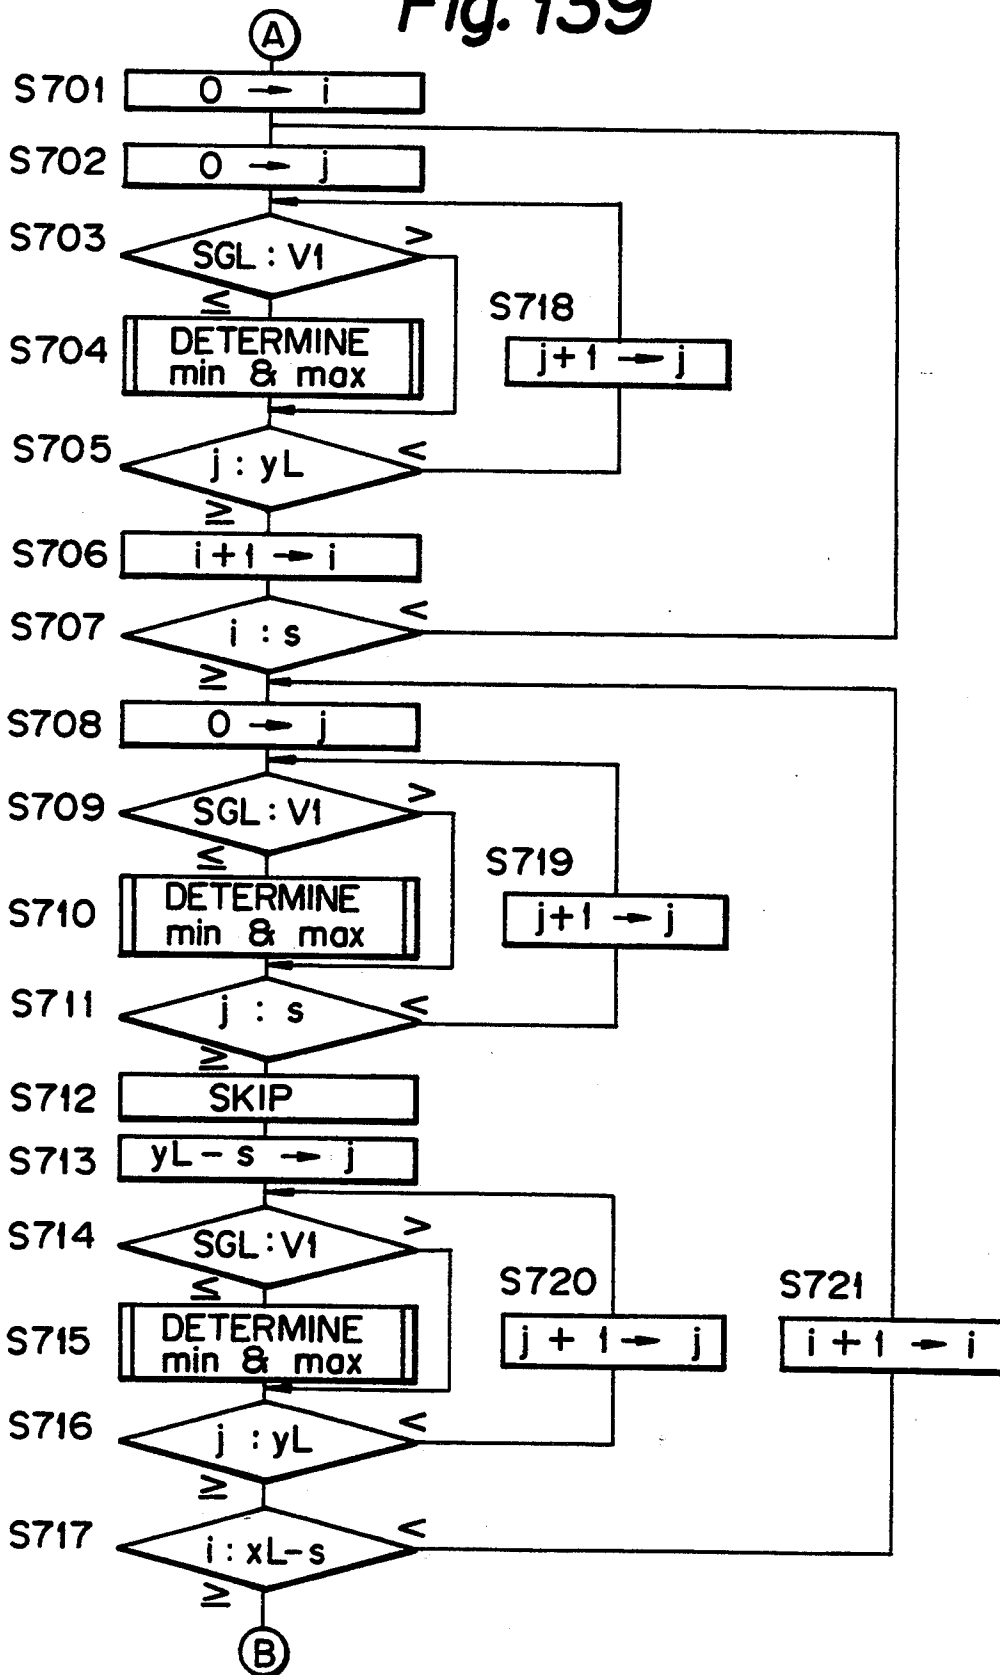 Fig. 139
A
S701 0 → i
S702 0 → j
S703 SGL : V1 >
≤
S704 DETERMINE
min & max
S718
j+1 → j
S705 j : yL <
≥
S706 i+1 → i
S707 i : s <
≥
S708 0 → j
S709 SGL : V1 >
≤
S710 DETERMINE
min & max
S719
j+1 → j
S711 j : s <
≥
S712 SKIP
S713 yL - s → j
S714 SGL : V1 >
≤
S715 DETERMINE
min & max
S720
j + 1 → j
S721
i + 1 → i
S716 j : yL <
≥
S717 i : xL-s <
≥
B